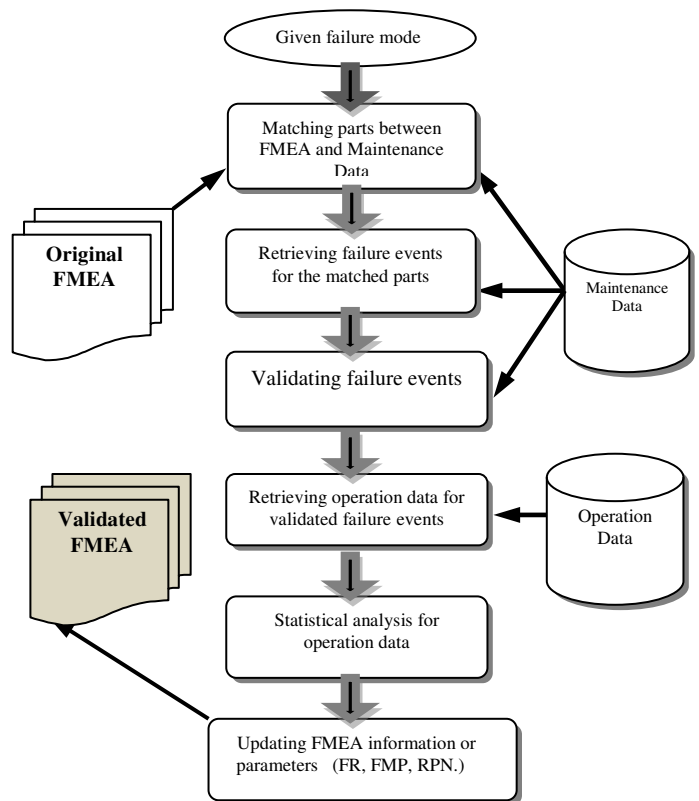 Given failure mode
Matching parts between
FMEA and Maintenance
Data
Original
FMEA
Retrieving failure events
for the matched parts
Maintenance
Data
Validating failure events
Validated
FMEA
Retrieving operation data for
validated failure events
Operation
Data
Statistical analysis for
operation data
Updating FMEA information or
parameters (FR, FMP, RPN.)